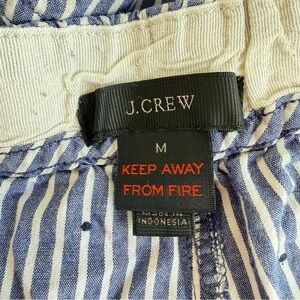 J.CREW
M
KEEP AWAY
FROM FIRE
MADE IN
INDONESIA